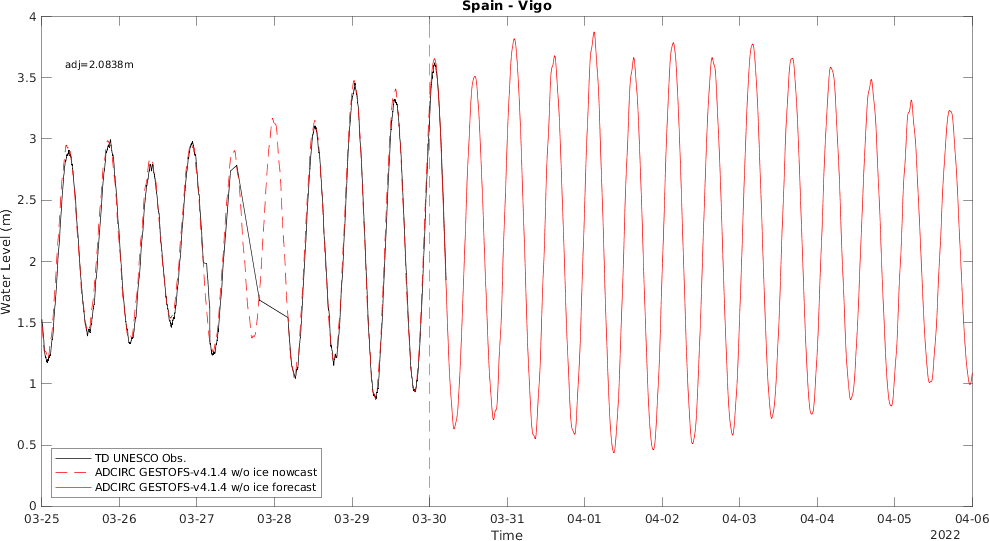 Spain - Vigo
adj=2.0838m
4
3.5
3
2.5
2
1.5
1
0.5
0
Water Level (m)
TD UNESCO Obs.
ADCIRC GESTOFS-v4.1.4 w/o ice nowcast
ADCIRC GESTOFS-v4.1.4 w/o ice forecast
03-25 03-26 03-27 03-28 03-29 03-30 03-31 04-01 04-02 04-03 04-04 04-05 04-06
Time
2022